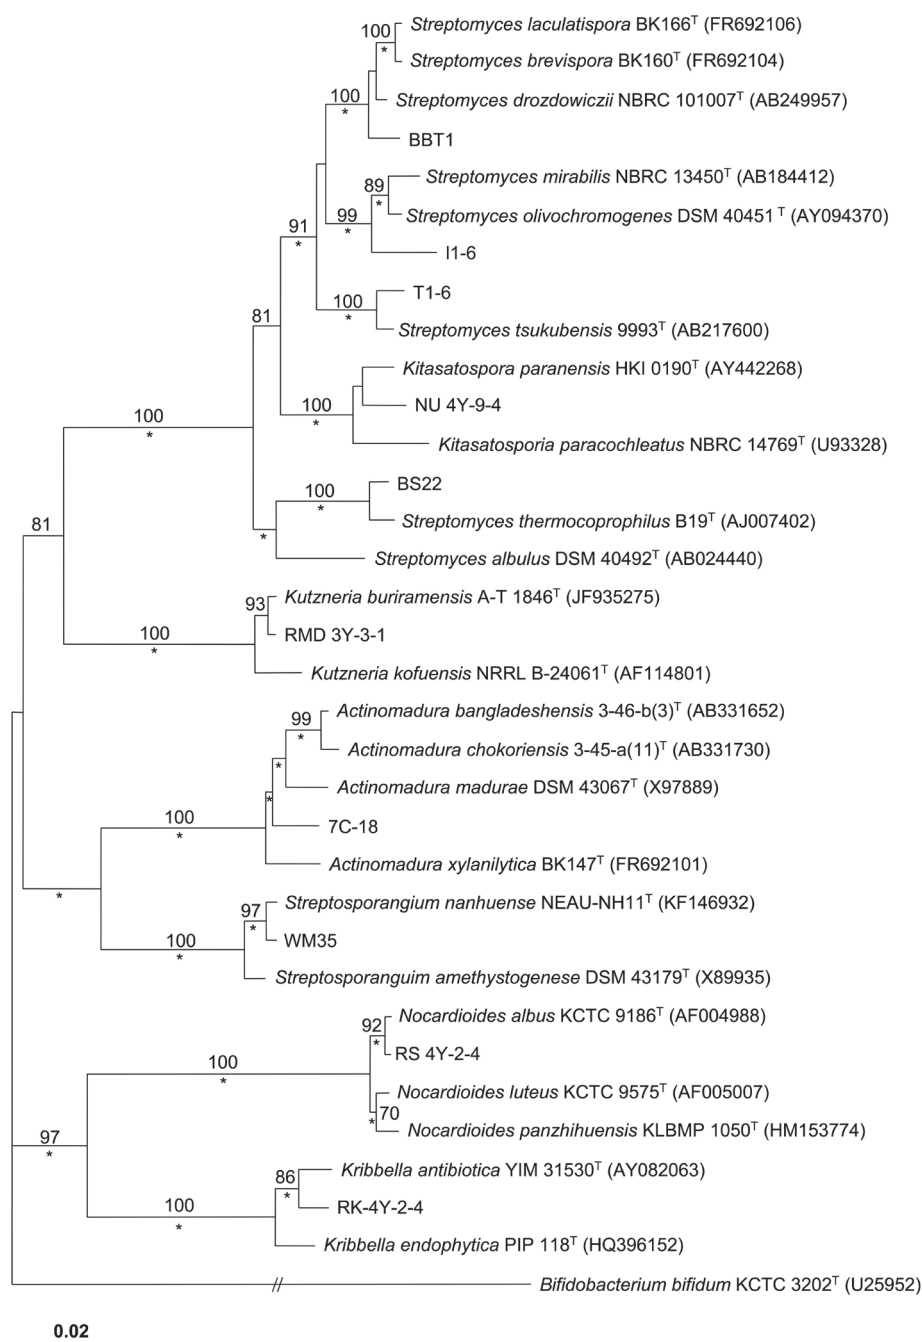 Streptomyces laculatispora BK166T (FR692106)
100
*
Streptomyces brevispora BK160T (FR692104)
100
*
Streptomyces drozdowiczii NBRC 101007T (AB249957)
BBT1
Streptomyces mirabilis NBRC 13450T (AB184412)
89
*
91
*
99
*
Streptomyces olivochromogenes DSM 40451 T (AY094370)
I1-6
T1-6
100
*
81
Streptomyces tsukubensis 9993T (AB217600)
Kitasatospora paranensis HKI 0190T (AY442268)
100
*
NU 4Y-9-4
100
*
Kitasatosporia paracochleatus NBRC 14769T (U93328)
BS22
100
*
81
Streptomyces thermocoprophilus B19T (AJ007402)
*
Streptomyces albulus DSM 40492T (AB024440)
Kutzneria buriramensis A-T 1846T (JF935275)
93
RMD 3Y-3-1
100
*
Kutzneria kofuensis NRRL B-24061T (AF114801)
Actinomadura bangladeshensis 3-46-b(3)T (AB331652)
99
*
Actinomadura chokoriensis 3-45-a(11)T (AB331730)
*
Actinomadura madurae DSM 43067T (X97889)
*
100
*
7C-18
Actinomadura xylanilytica BK147T (FR692101)
*
Streptosporangium nanhuense NEAU-NH11T (KF146932)
97
*
WM35
100
*
Streptosporanguim amethystogenese DSM 43179T (X89935)
Nocardioides albus KCTC 9186T (AF004988)
92
*
RS 4Y-2-4
100
*
Nocardioides luteus KCTC 9575T (AF005007)
70
*
Nocardioides panzhihuensis KLBMP 1050T (HM153774)
97
*
Kribbella antibiotica YIM 31530T (AY082063)
86
*
RK-4Y-2-4
100
*
Kribbella endophytica PIP 118T (HQ396152)
//
Bifidobacterium bifidum KCTC 3202T (U25952)
0.02